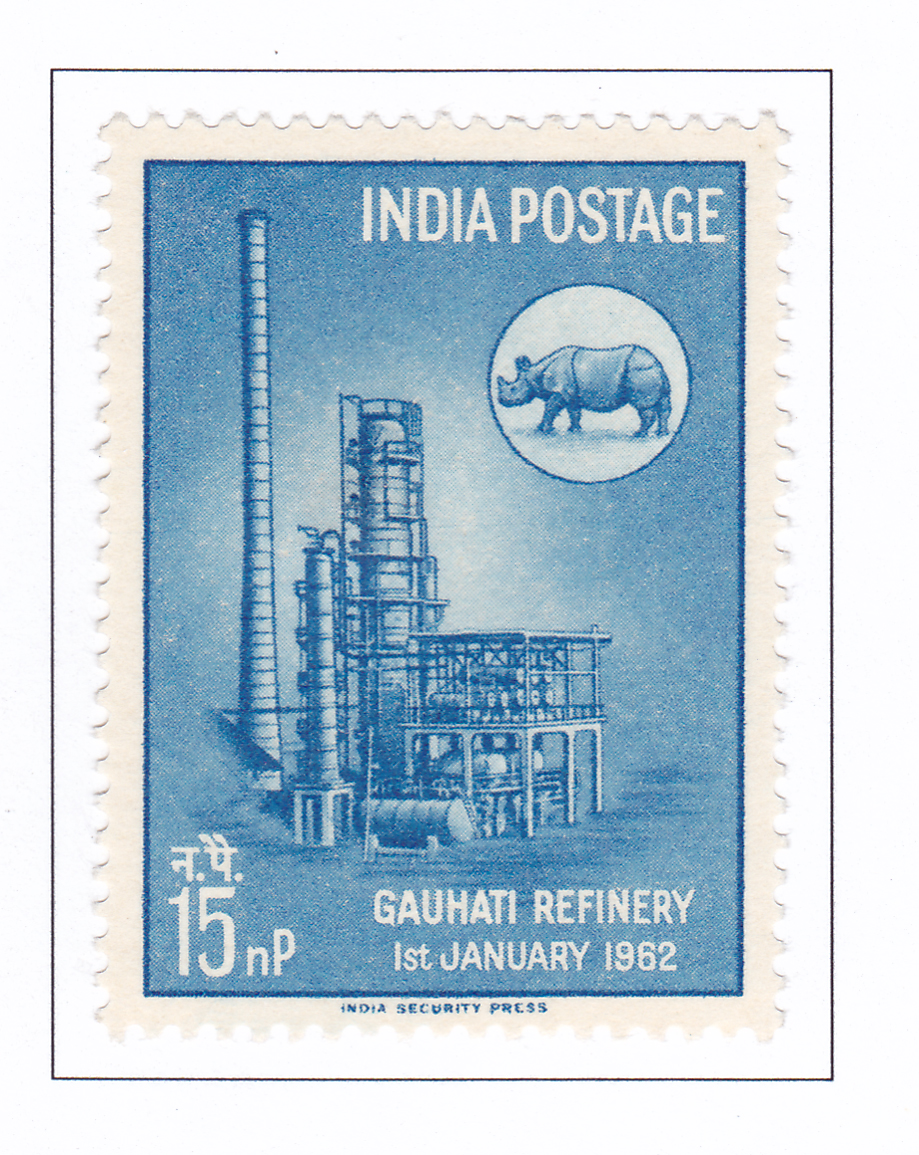 INDIA POSTAGE
न.पै.
15 nP
GAUHATI REFINERY
1st JANUARY 1962
INDIA SECURITY PRESS